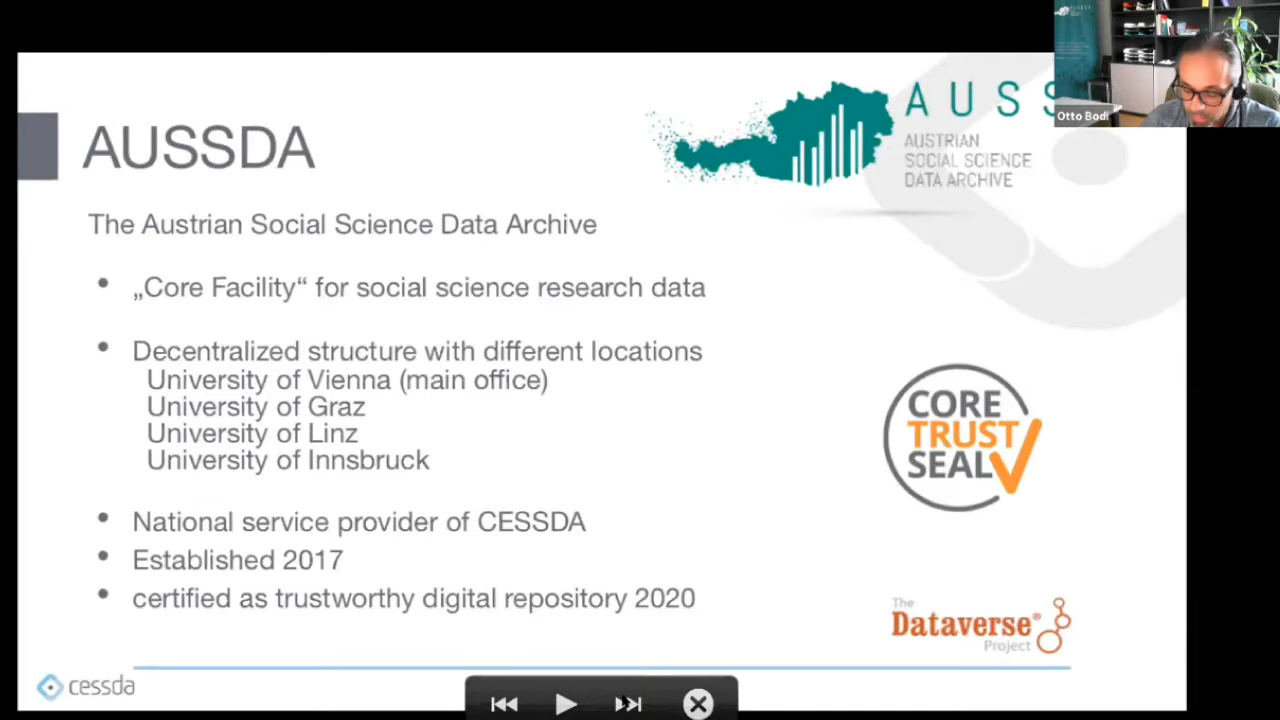 AUSSDA
AUSS
AUSTRIAN
SOCIAL SCIENCE
DATA ARCHIVE
Otto Bodi
The Austrian Social Science Data Archive
• „Core Facility“ for social science research data
• Decentralized structure with different locations
University of Vienna (main office)
University of Graz
University of Linz
University of Innsbruck
• National service provider of CESSDA
• Established 2017
• certified as trustworthy digital repository 2020
CORE
TRUST
SEAL
The
Dataverse®
Project
cessda